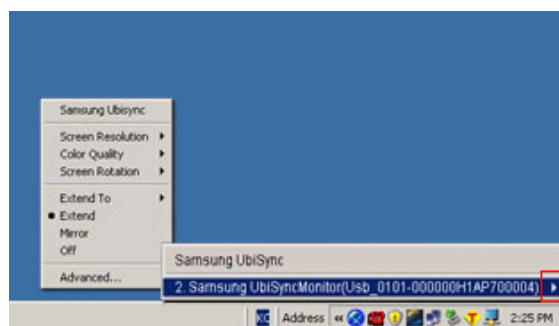 Samsung Ubisync
Screen Resolution
Color Quality
Screen Rotation
Extend To
Extend
Mirror
Off
Advanced...
Samsung UbiSync
2. Samsung UbiSyncMonitor(Usb_0101-000000H1AP700004)
Address « 2:25 PM